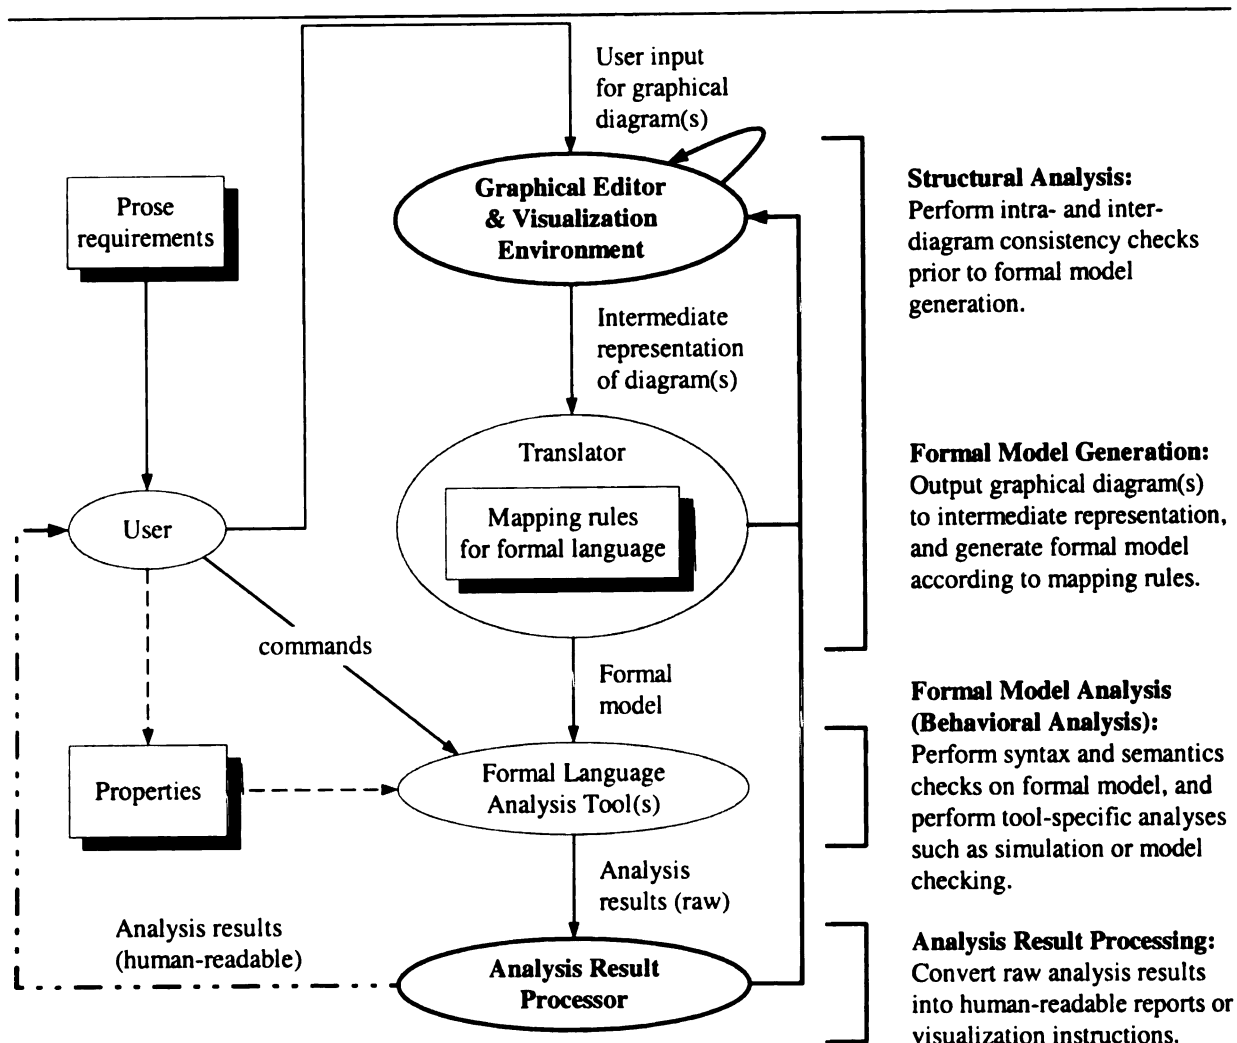 User input
for graphical
diagram(s)
Prose
requirements
Graphical Editor
& Visualization
Environment
Structural Analysis:
Perform intra- and inter-
diagram consistency checks
prior to formal model
generation.
Intermediate
representation
of diagram(s)
Translator
Mapping rules
for formal language
User
Formal Model Generation:
Output graphical diagram(s)
to intermediate representation,
and generate formal model
according to mapping rules.
commands
Formal
model
Properties
Formal Language
Analysis Tool(s)
Formal Model Analysis
(Behavioral Analysis):
Perform syntax and semantics
checks on formal model, and
perform tool-specific analyses
such as simulation or model
checking.
Analysis
results (raw)
Analysis results
(human-readable)
Analysis Result
Processor
Analysis Result Processing:
Convert raw analysis results
into human-readable reports or
visualization instructions.